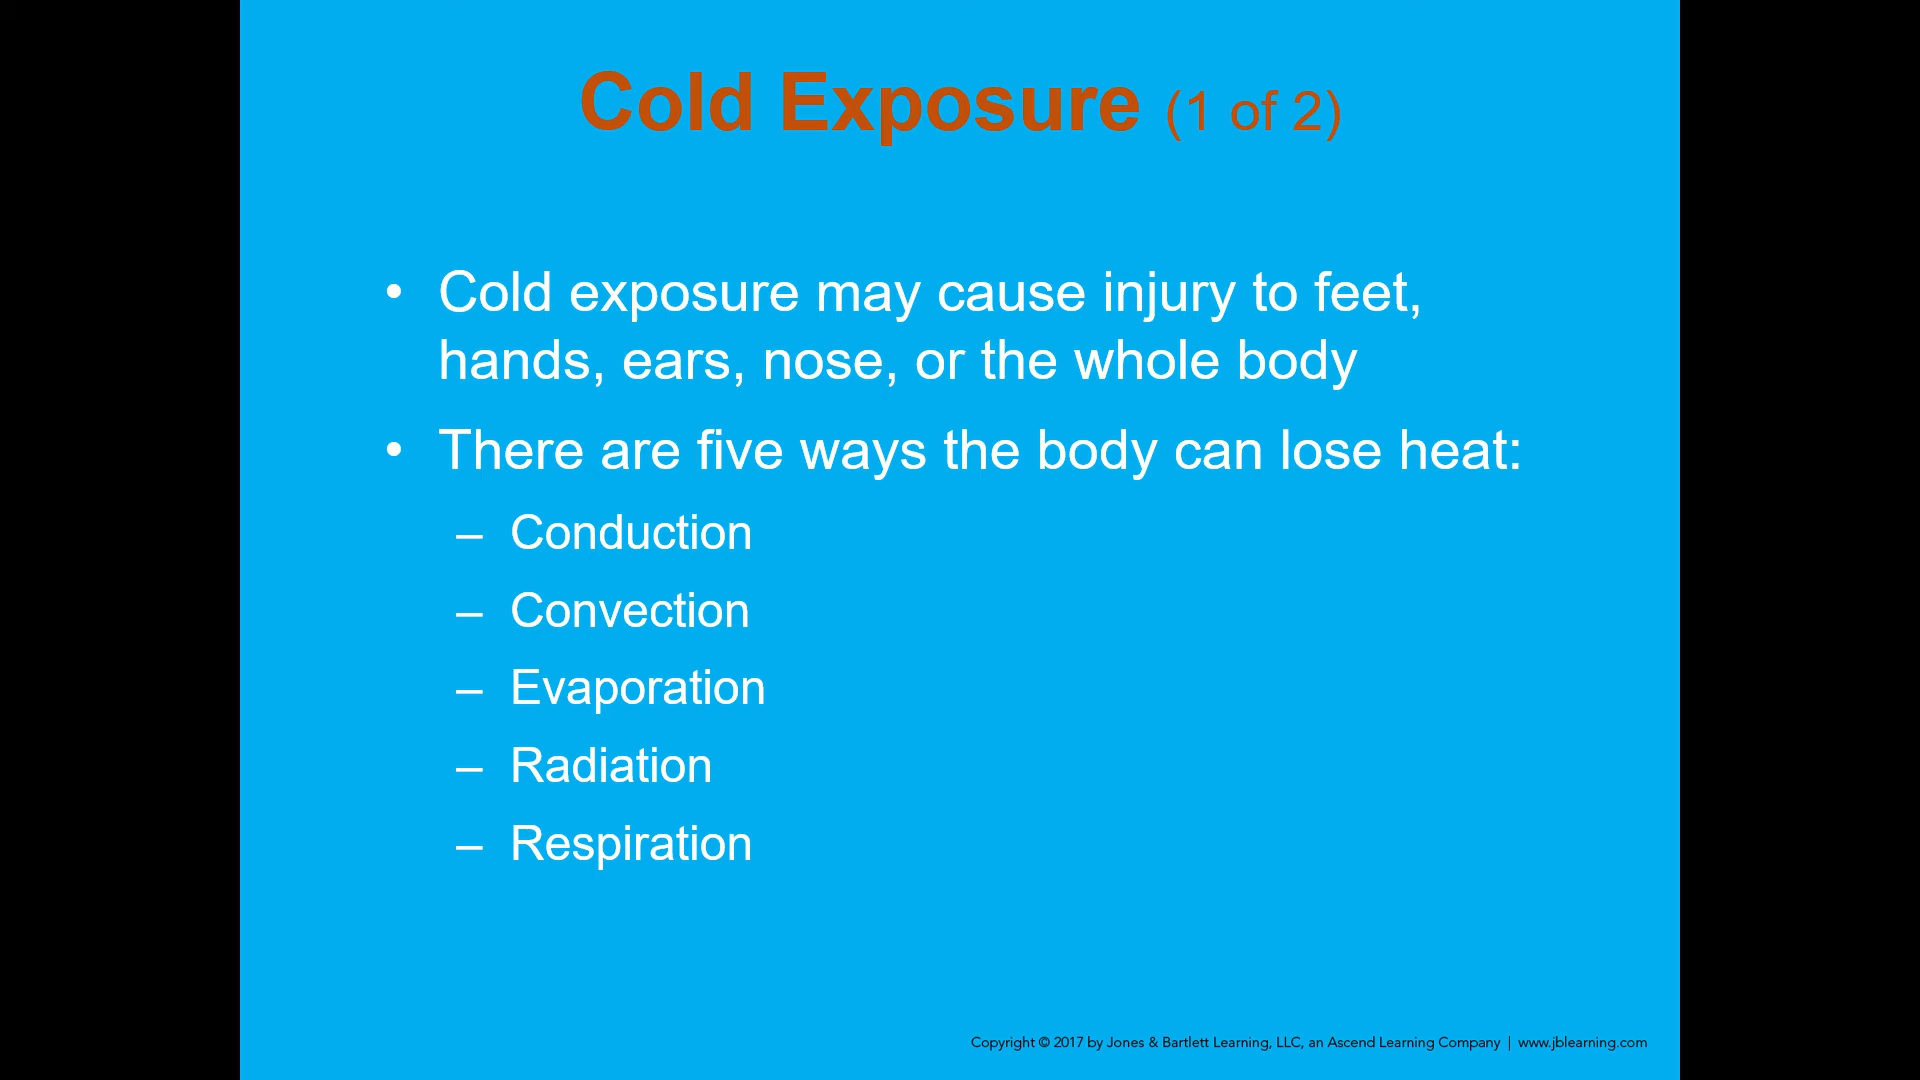 Cold Exposure (1 of 2)
• Cold exposure may cause injury to feet,
hands, ears, nose, or the whole body
• There are five ways the body can lose heat:
– Conduction
– Convection
– Evaporation
– Radiation
– Respiration
Copyright © 2017 by Jones & Bartlett Learning, LLC, an Ascend Learning Company | www.jblearning.com